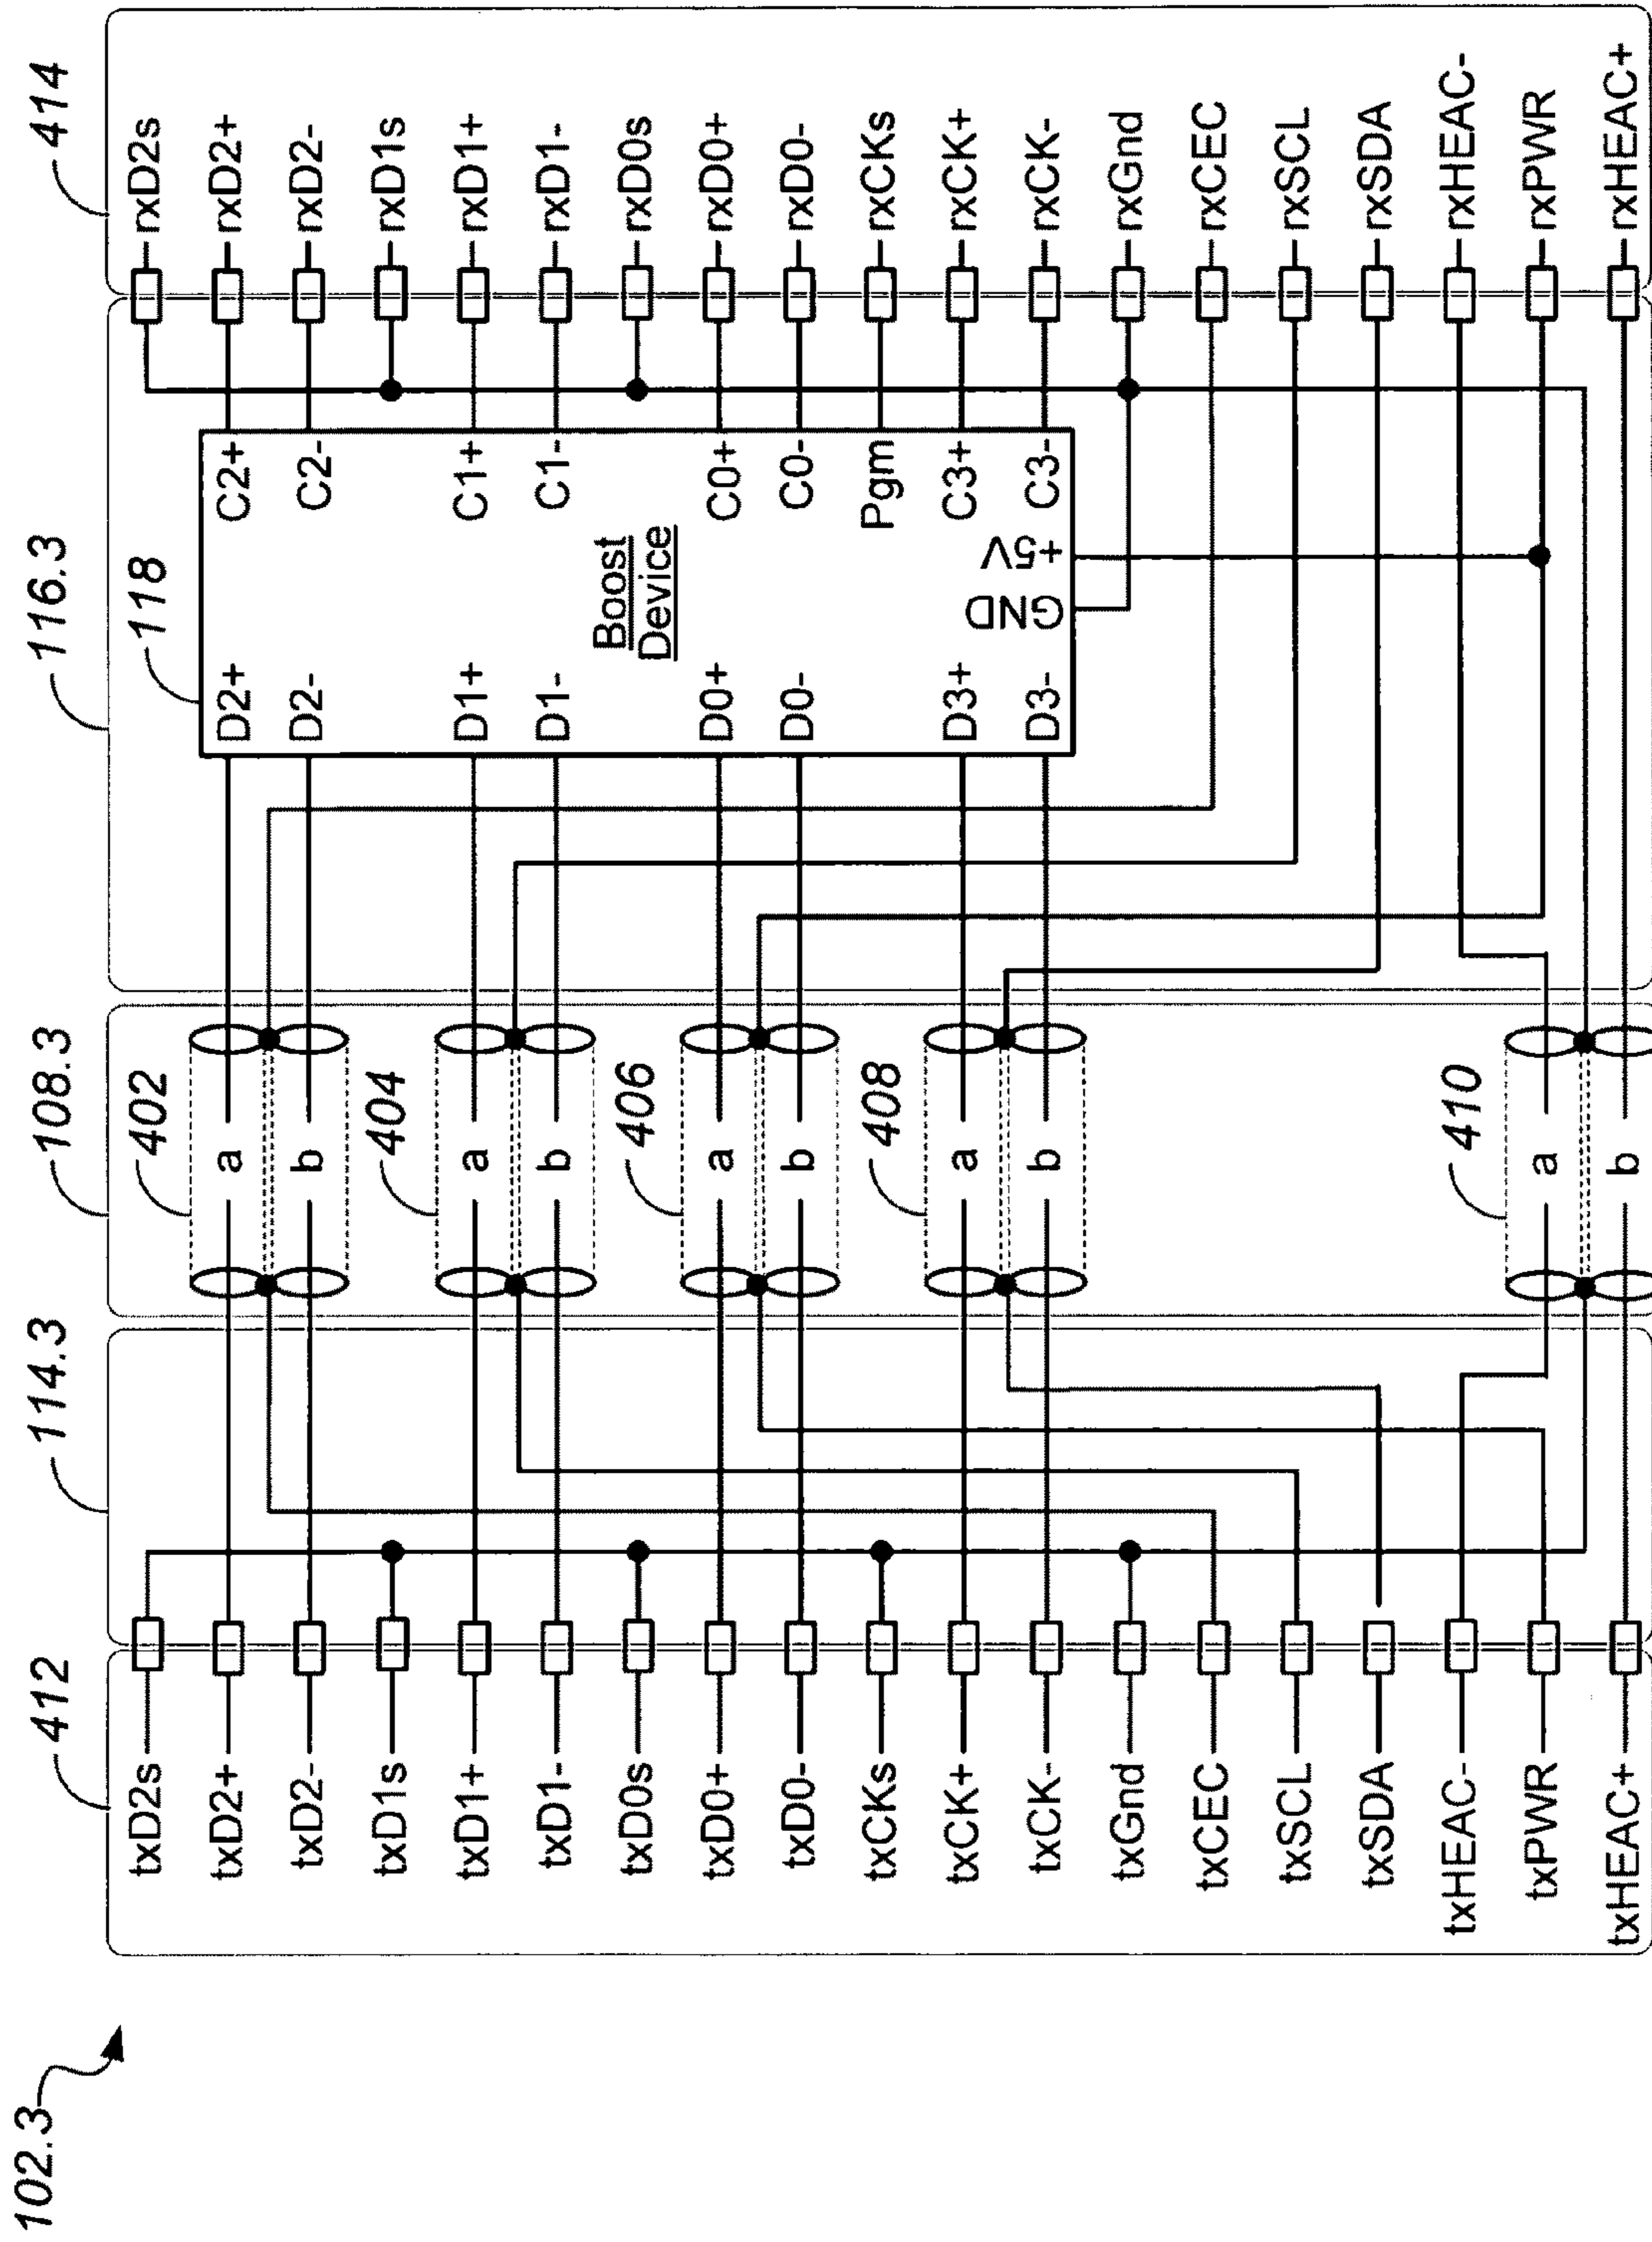 102.3
412
114.3
108.3
116.3
414
txD2s
txD2+
txD2-
txD1s
txD1+
txD1-
txD0s
txD0+
txD0-
txCKs
txCK+
txCK-
txGnd
txCEC
txSCL
txSDA
txHEAC-
txPWR
txHEAC+
402
a
b
404
a
b
406
a
b
408
a
b
410
a
b
118
D2+
D2-
D1+
D1-
D0+
D0-
D3+
D3-
Boost
Device
GND
+5V
C2+
C2-
C1+
C1-
C0+
C0-
Pgm
C3+
C3-
rxD2s
rxD2+
rxD2-
rxD1s
rxD1+
rxD1-
rxD0s
rxD0+
rxD0-
rxCKs
rxCK+
rxCK-
rxGnd
rxCEC
rxSCL
rxSDA
rxHEAC-
rxPWR
rxHEAC+